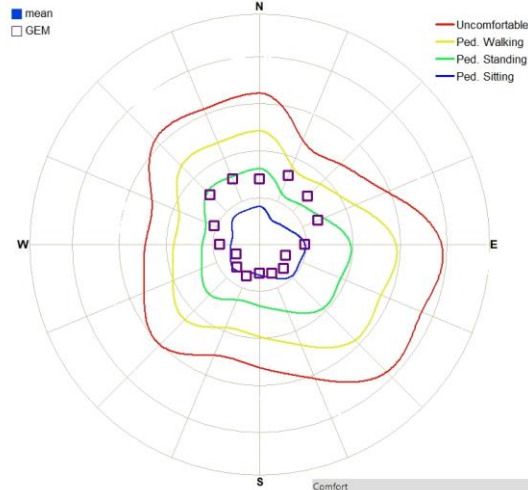 mean
GEM
N
Uncomfortable
Ped. Walking
Ped. Standing
Ped. Sitting
W
E
S
Comfort